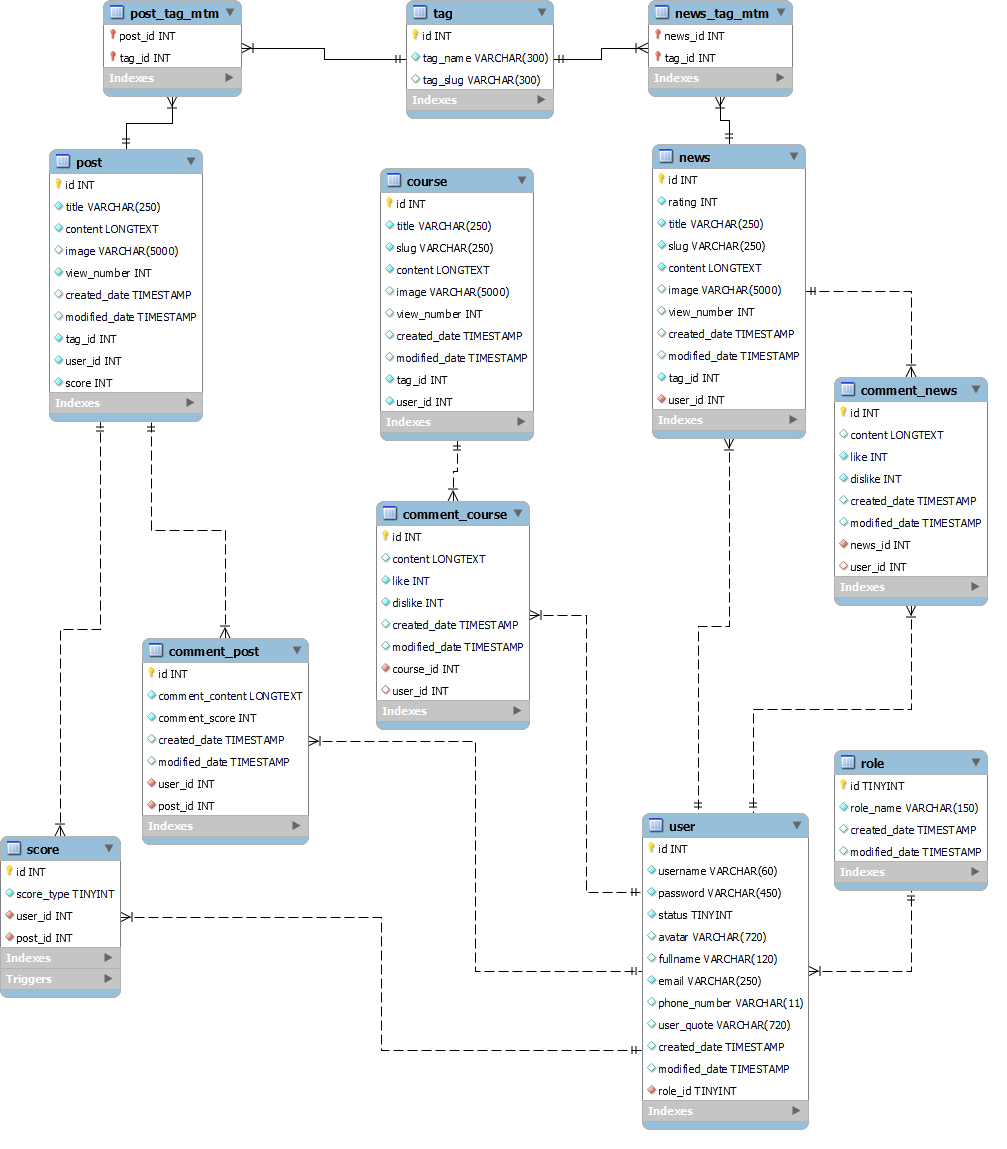 post_tag_mtm
post_id INT
tag_id INT
Indexes
tag
id INT
tag_name VARCHAR(300)
tag_slug VARCHAR(300)
Indexes
news_tag_mtm
news_id INT
tag_id INT
Indexes
post
id INT
title VARCHAR(250)
content LONGTEXT
image VARCHAR(5000)
view_number INT
created_date TIMESTAMP
modified_date TIMESTAMP
tag_id INT
user_id INT
score INT
Indexes
course
id INT
title VARCHAR(250)
slug VARCHAR(250)
content LONGTEXT
image VARCHAR(5000)
view_number INT
created_date TIMESTAMP
modified_date TIMESTAMP
tag_id INT
user_id INT
Indexes
news
id INT
rating INT
title VARCHAR(250)
slug VARCHAR(250)
content LONGTEXT
image VARCHAR(5000)
view_number INT
created_date TIMESTAMP
modified_date TIMESTAMP
tag_id INT
user_id INT
Indexes
comment_news
id INT
content LONGTEXT
like INT
dislike INT
created_date TIMESTAMP
modified_date TIMESTAMP
news_id INT
user_id INT
Indexes
comment_course
id INT
content LONGTEXT
like INT
dislike INT
created_date TIMESTAMP
modified_date TIMESTAMP
course_id INT
user_id INT
Indexes
comment_post
id INT
comment_content LONGTEXT
comment_score INT
created_date TIMESTAMP
modified_date TIMESTAMP
user_id INT
post_id INT
Indexes
role
id TINYINT
role_name VARCHAR(150)
created_date TIMESTAMP
modified_date TIMESTAMP
Indexes
score
id INT
score_type TINYINT
user_id INT
post_id INT
Indexes
Triggers
user
id INT
username VARCHAR(60)
password VARCHAR(450)
status TINYINT
avatar VARCHAR(720)
fullname VARCHAR(120)
email VARCHAR(250)
phone_number VARCHAR(11)
user_quote VARCHAR(720)
created_date TIMESTAMP
modified_date TIMESTAMP
role_id TINYINT
Indexes